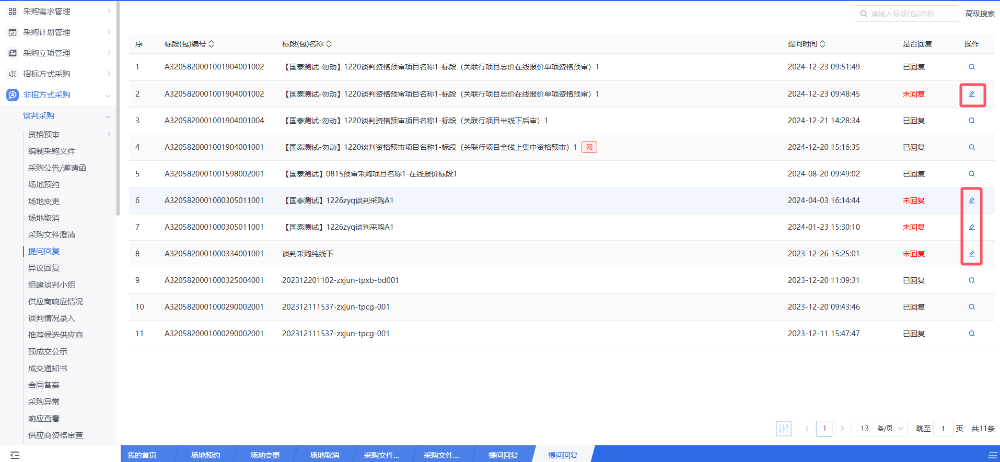 采购需求管理
采购计划管理
采购立项管理
招标方式采购
非招方式采购
谈判采购
资格预审
编制采购文件
采购公告/邀请函
场地预约
场地变更
场地取消
采购文件澄清
提问回复
异议回复
组建谈判小组
供应商响应情况
谈判情况录入
推荐候选供应商
预成交公示
成交通知书
合同备案
采购异常
响应查看
供应商资格审查
请输入标段(包)名称 高级搜索
序 标段(包)编号 标段(包)名称 提问时间 是否回复 操作
1 A3205820001001904001002 【国泰测试-勿动】1220谈判资格预审项目名称1-标段（关联行项目总价在线报价单项资格预审）1 2024-12-23 09:51:49 已回复
2 A3205820001001904001002 【国泰测试-勿动】1220谈判资格预审项目名称1-标段（关联行项目总价在线报价单项资格预审）1 2024-12-23 09:48:45 未回复
3 A3205820001001904001004 【国泰测试-勿动】1220谈判资格预审项目名称1-标段（关联行项目半线下后审）1 2024-12-21 14:28:34 已回复
4 A3205820001001904001001 【国泰测试-勿动】1220谈判资格预审项目名称1-标段（关联行项目全线上集中资格预审）1 网 2024-12-20 15:16:35 已回复
5 A3205820001001598002001 【国泰测试】0815预审采购项目名称1-在线报价标段1 2024-08-20 09:49:02 已回复
6 A3205820001000305011001 【国泰测试】1226zyq谈判采购A1 2024-04-03 16:14:44 未回复
7 A3205820001000305011001 【国泰测试】1226zyq谈判采购A1 2024-01-23 15:30:10 未回复
8 A3205820001000334001001 谈判采购纯线下 2023-12-26 15:25:01 未回复
9 A3205820001000325004001 202312201102-zxjun-tpxb-bd001 2023-12-20 11:09:31 已回复
10 A3205820001000290002001 202312111537-zxjun-tpcg-001 2023-12-20 09:43:46 已回复
11 A3205820001000290002001 202312111537-zxjun-tpcg-001 2023-12-11 15:47:47 已回复
1 13 条/页 跳至 1 页 共11条
我的首页 场地预约 场地变更 场地取消 采购文件... 采购文件... 提问回复 提问回复